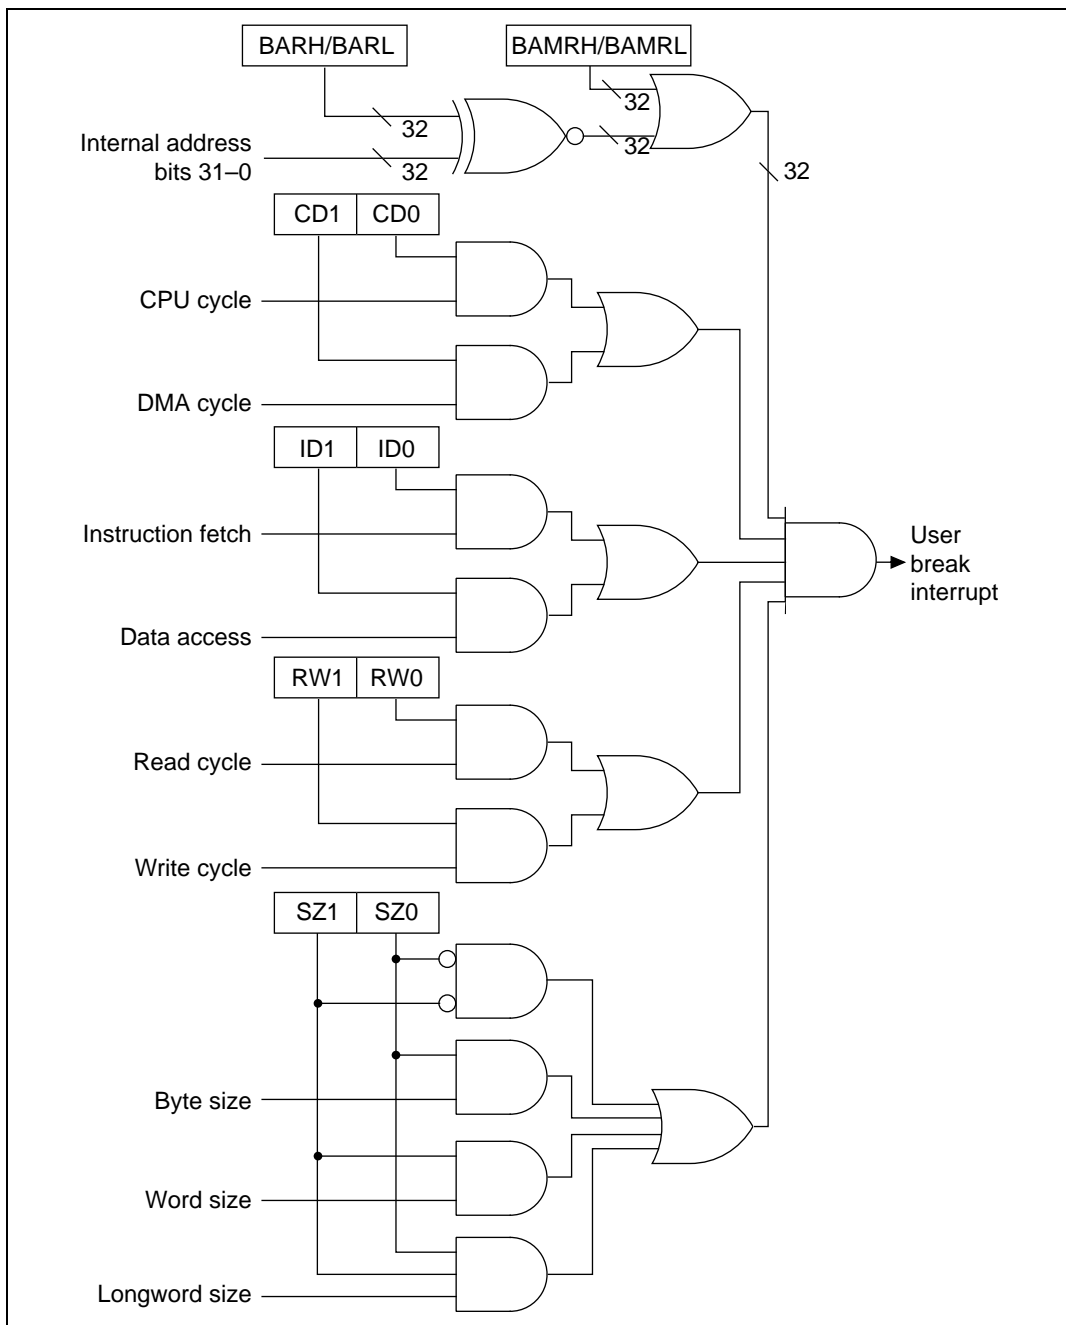 BARH/BARL
BAMRH/BAMRL
32
32
32
32
Internal address
bits 31–0
32
CD1 CD0
CPU cycle
DMA cycle
ID1 ID0
Instruction fetch
User
break
interrupt
Data access
RW1 RW0
Read cycle
Write cycle
SZ1 SZ0
Byte size
Word size
Longword size